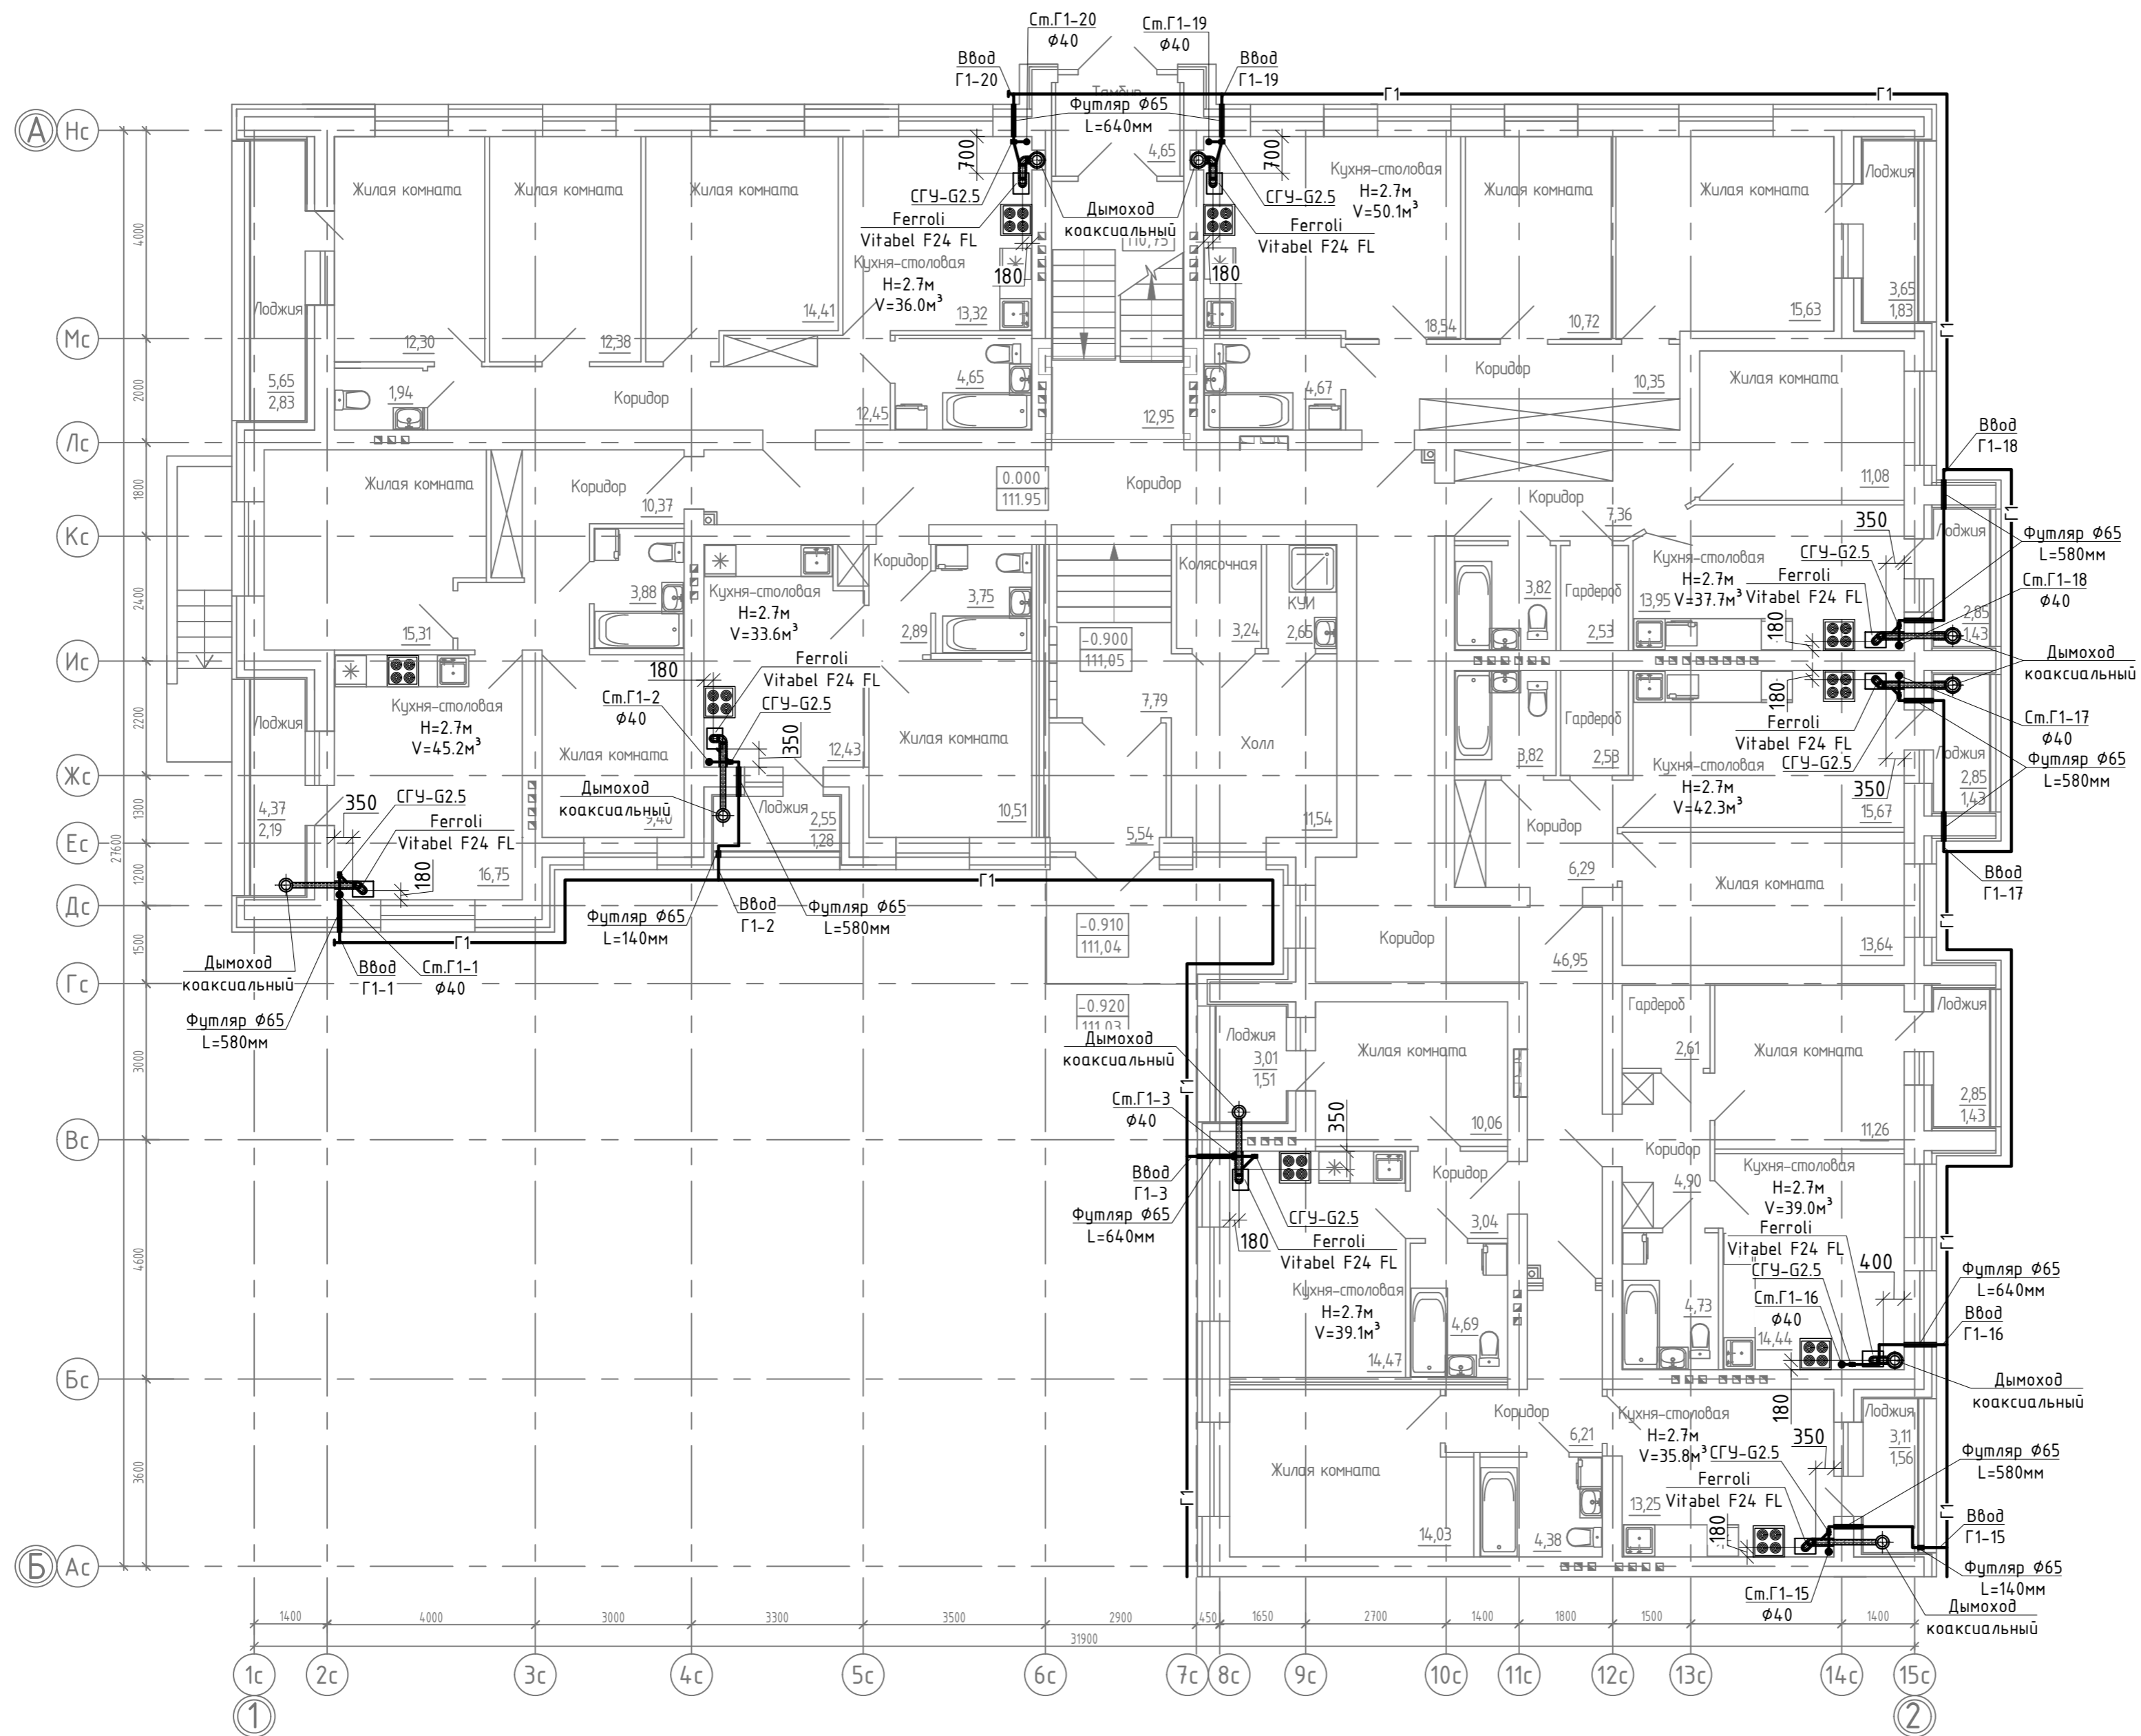 Ст.Г1-20
Ф40
Ввод
Г1-20
Ст.Г1-19
Ф40
Ввод
Г1-19
Тамбур
Г1
Г1
Футляр Ф65
L=640мм
А
Нс
700
700
4,65
СГУ-G2.5
СГУ-G2.5
Ferroli
Vitabel F24 FL
Дымоход
коаксиальный
Ferroli
Vitabel F24 FL
110,75
Жилая комната
Жилая комната
Жилая комната
Кухня-столовая
H=2.7м
V=50.1м³
Жилая комната
Жилая комната
Лоджия
4000
Кухня-столовая
H=2.7м
V=36.0м³
180
180
Лоджия
14,41
13,32
18,54
10,72
15,63
3,65
1,83
Мс
12,30
12,38
Г1
2000
5,65
2,83
1,94
Коридор
12,45
4,65
12,95
4,67
Коридор
10,35
Жилая комната
Лс
Ввод
Г1-18
1800
Жилая комната
Коридор
10,37
0.000
111.95
Коридор
Коридор
7,36
11,08
Г1
Кс
350
Лоджия
Футляр Ф65
L=580мм
2400
3,88
Кухня-столовая
H=2.7м
V=33.6м³
Коридор
3,75
2,89
Колясочная
КУИ
3,24
2,65
3,82
Гардероб
2,53
Кухня-столовая
H=2.7м
V=37.7м³
13,95
СГУ-G2.5
Ferroli
Vitabel F24 FL
Ст.Г1-18
Ф40
180
2,85
1,43
15,31
-0.900
111,05
Ис
Дымоход
коаксиальный
180
Ferroli
Vitabel F24 FL
Ст.Г1-2
Ф40
СГУ-G2.5
350
2200
Лоджия
Кухня-столовая
H=2.7м
V=45.2м³
Жилая комната
12,43
Жилая комната
7,79
Холл
3,82
Гардероб
2,53
180
Ferroli
Vitabel F24 FL
СГУ-G2.5
Кухня-столовая
H=2.7м
V=42.3м³
15,67
350
Ст.Г1-17
Ф40
Футляр Ф65
L=580мм
Лоджия
2,85
1,43
Жс
1300
4,37
2,19
350
СГУ-G2.5
Ferroli
Vitabel F24 FL
180
16,75
Дымоход
коаксиальный
9,40
Лоджия
2,55
1,28
10,51
5,54
11,54
Коридор
6,29
Жилая комната
13,64
Ввод
Г1-17
Г1
Ес
27600
1200
Дс
Г1
Футляр Ф65
L=140мм
Ввод
Г1-2
Футляр Ф65
L=580мм
1500
Г1
Дымоход
коаксиальный
Ввод
Г1-1
Ст.Г1-1
Ф40
Футляр Ф65
L=580мм
-0.910
111,04
Коридор
46,95
Гс
-0.920
111,03
Дымоход
коаксиальный
Лоджия
3,01
1,51
Жилая комната
10,06
Гардероб
2,61
Жилая комната
11,26
Лоджия
2,85
1,43
3000
Г1
Ст.Г1-3
Ф40
350
Вс
Ввод
Г1-3
Футляр Ф65
L=640мм
Коридор
3,04
СГУ-G2.5
180
Ferroli
Vitabel F24 FL
Кухня-столовая
H=2.7м
V=39.1м³
14,47
4,69
Коридор
4,90
Кухня-столовая
H=2.7м
V=39.0м³
Ferroli
Vitabel F24 FL
СГУ-G2.5
Ст.Г1-16
Ф40
400
4,73
14,44
Г1
Футляр Ф65
L=640мм
Ввод
Г1-16
4600
Бс
Дымоход
коаксиальный
180
Коридор
6,21
Кухня-столовая
H=2.7м
V=35.8м³
СГУ-G2.5
Ferroli
Vitabel F24 FL
350
Лоджия
3,11
1,56
Футляр Ф65
L=580мм
3600
Жилая комната
14,03
4,38
13,25
180
Г1
Г1
Ввод
Г1-15
Б
Ас
Футляр Ф65
L=140мм
Ст.Г1-15
Ф40
Дымоход
коаксиальный
1400
4000
3000
3300
3500
2900
450
1650
2700
1400
1800
1500
1400
31900
1с
2с
3с
4с
5с
6с
7с
8с
9с
10с
11с
12с
13с
14с
15с
1
2